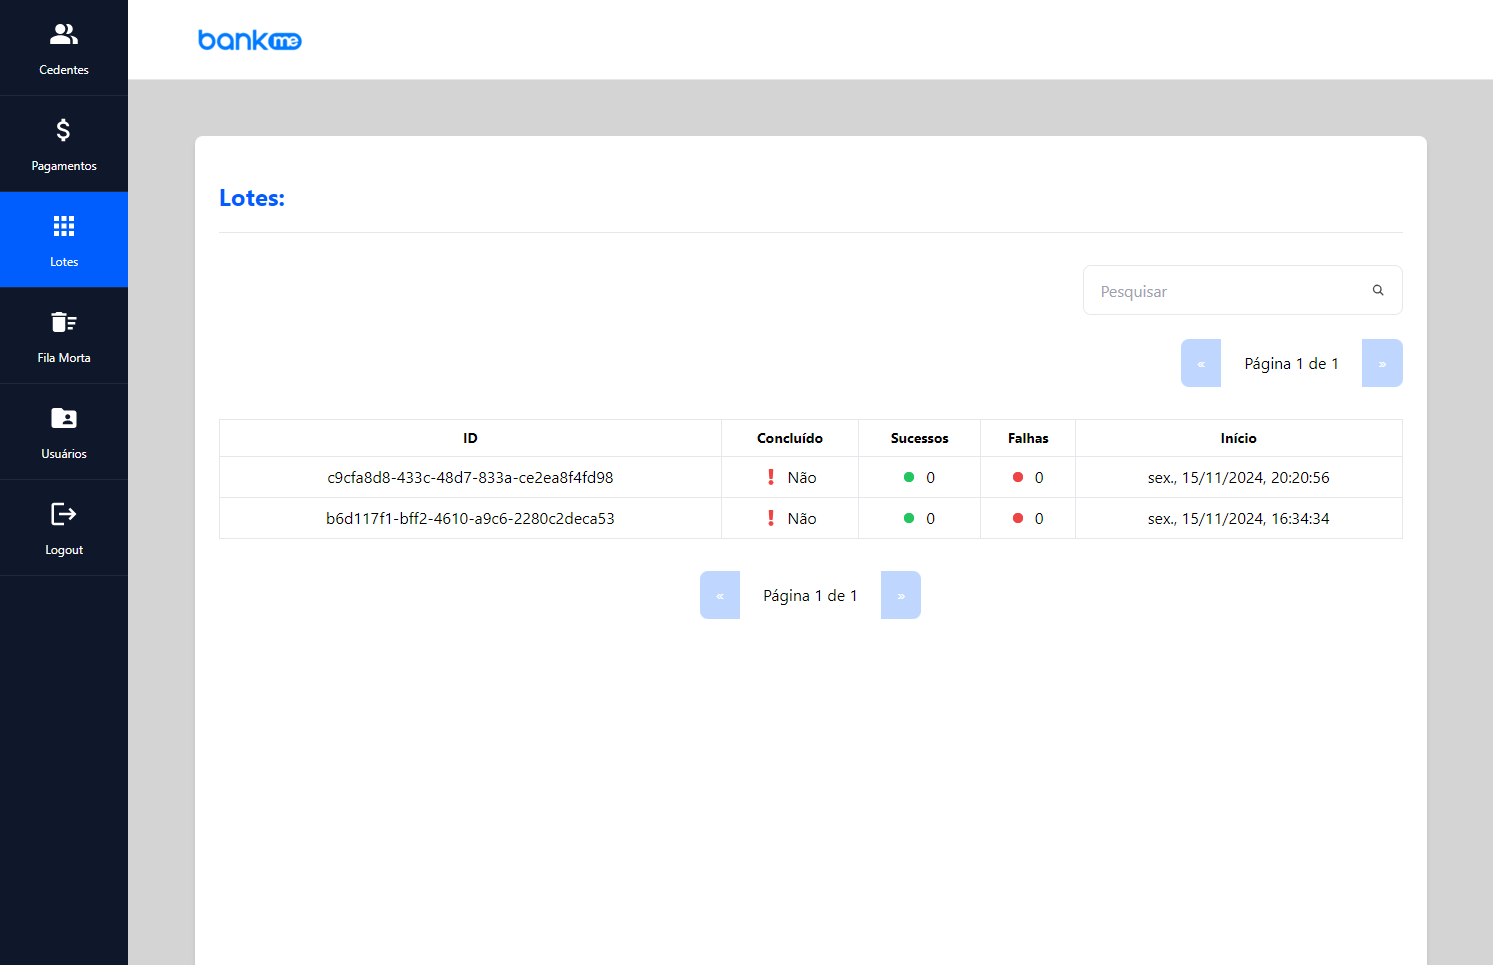 Cedentes
Pagamentos
Lotes
Fila Morta
Usuários
Logout
bankme
Lotes:
Pesquisar
« Página 1 de 1 »
ID Concluído Sucessos Falhas Início
c9cfa8d8-433c-48d7-833a-ce2ea8f4fd98 Não 0 0 sex., 15/11/2024, 20:20:56
b6d117f1-bff2-4610-a9c6-2280c2deca53 Não 0 0 sex., 15/11/2024, 16:34:34
« Página 1 de 1 »